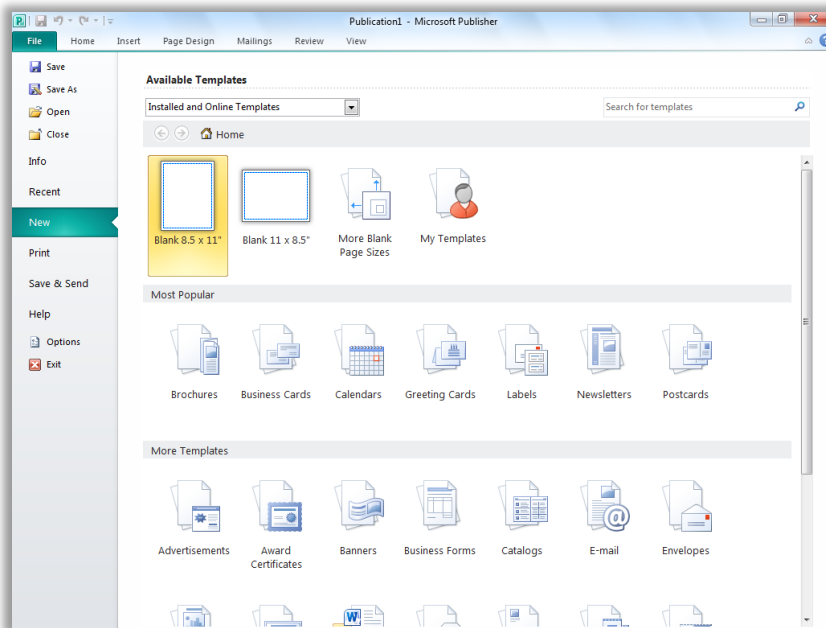 Publication1 - Microsoft Publisher
File Home Insert Page Design Mailings Review View
Save
Save As
Open
Close
Info
Recent
New
Print
Save & Send
Help
Options
Exit
Available Templates
Installed and Online Templates
Search for templates
Home
Blank 8.5 x 11"
Blank 11 x 8.5"
More Blank
Page Sizes
My Templates
Most Popular
Brochures
Business Cards
Calendars
Greeting Cards
Labels
Newsletters
Postcards
More Templates
Advertisements
Award
Certificates
Banners
Business Forms
Catalogs
E-mail
Envelopes